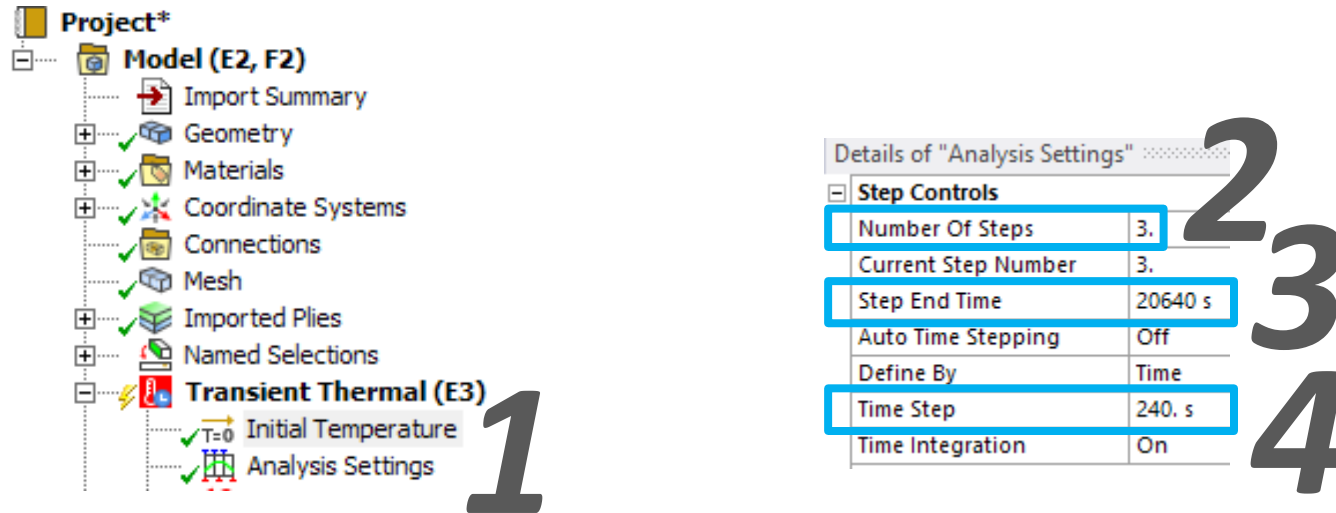 Project*
Model (E2, F2)
Import Summary
Geometry
Materials
Coordinate Systems
Connections
Mesh
Imported Plies
Named Selections
Transient Thermal (E3)
T=0 Initial Temperature
Analysis Settings
1
Details of "Analysis Settings"
Step Controls
Number Of Steps 3.
Current Step Number 3.
Step End Time 20640 s
Auto Time Stepping Off
Define By Time
Time Step 240. s
Time Integration On
2
3
4